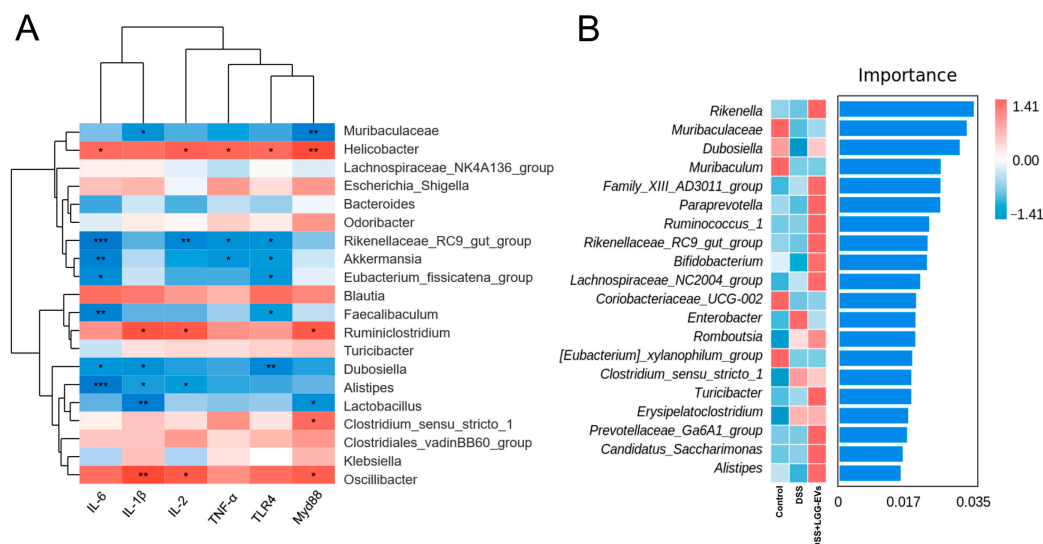 A
Muribaculaceae
* **
Helicobacter
* * * * **
Lachnospiraceae_NK4A136_group
Escherichia_Shigella
Bacteroides
Odoribacter
Rikenellaceae_RC9_gut_group
*** ** * *
Akkermansia
** * *
Eubacterium_fissicatena_group
* *
Blautia
Faecalibaculum
** *
Ruminiclostridium
* * *
Turicibacter
Dubosiella
* * **
Alistipes
*** * *
Lactobacillus
** *
Clostridium_sensu_stricto_1
*
Clostridiales_vadinBB60_group
Klebsiella
Oscillibacter
** * *
IL-6 IL-1β IL-2 TNF-α TLR4 Myd88
B
Importance
Rikenella
Muribaculaceae
Dubosiella
Muribaculum
Family_XIII_AD3011_group
Paraprevotella
Ruminococcus_1
Rikenellaceae_RC9_gut_group
Bifidobacterium
Lachnospiraceae_NC2004_group
Coriobacteriaceae_UCG-002
Enterobacter
Romboutsia
[Eubacterium]_xylanophilum_group
Clostridium_sensu_stricto_1
Turicibacter
Erysipelatoclostridium
Prevotellaceae_Ga6A1_group
Candidatus_Saccharimonas
Alistipes
Control DSS DSS+LGG-EVs
0 0.017 0.035
1.41
0.00
−1.41